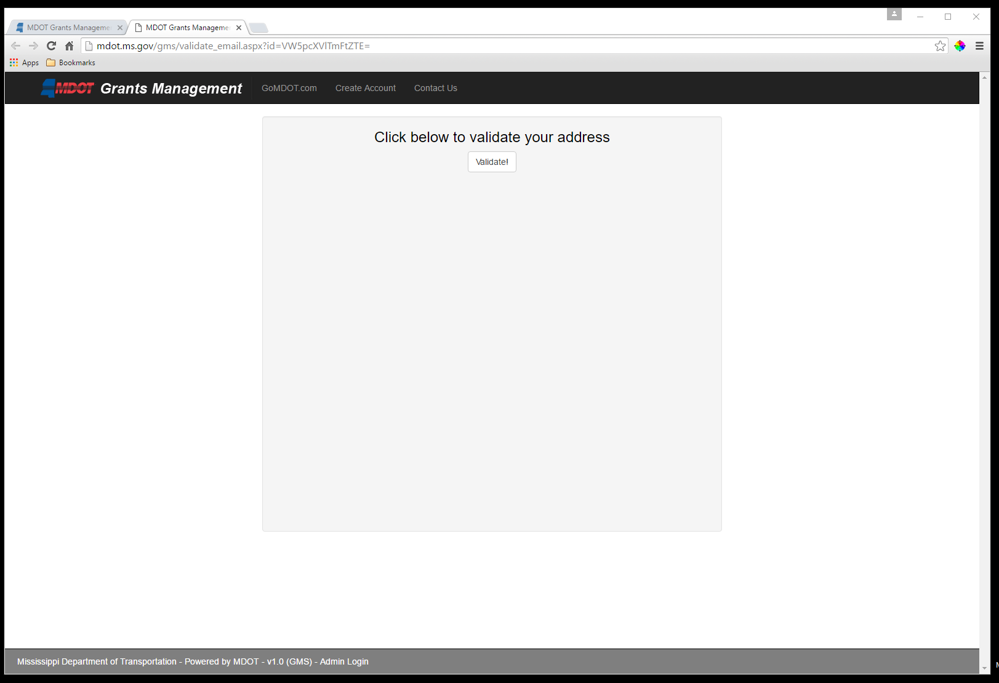 MDOT Grants Manageme
MDOT Grants Manageme
mdot.ms.gov/gms/validate_email.aspx?id=VW5pcXVlTmFtZTE=
Apps Bookmarks
MDOT Grants Management GoMDOT.com Create Account Contact Us
Click below to validate your address
Validate!
Mississippi Department of Transportation - Powered by MDOT - v1.0 (GMS) - Admin Login